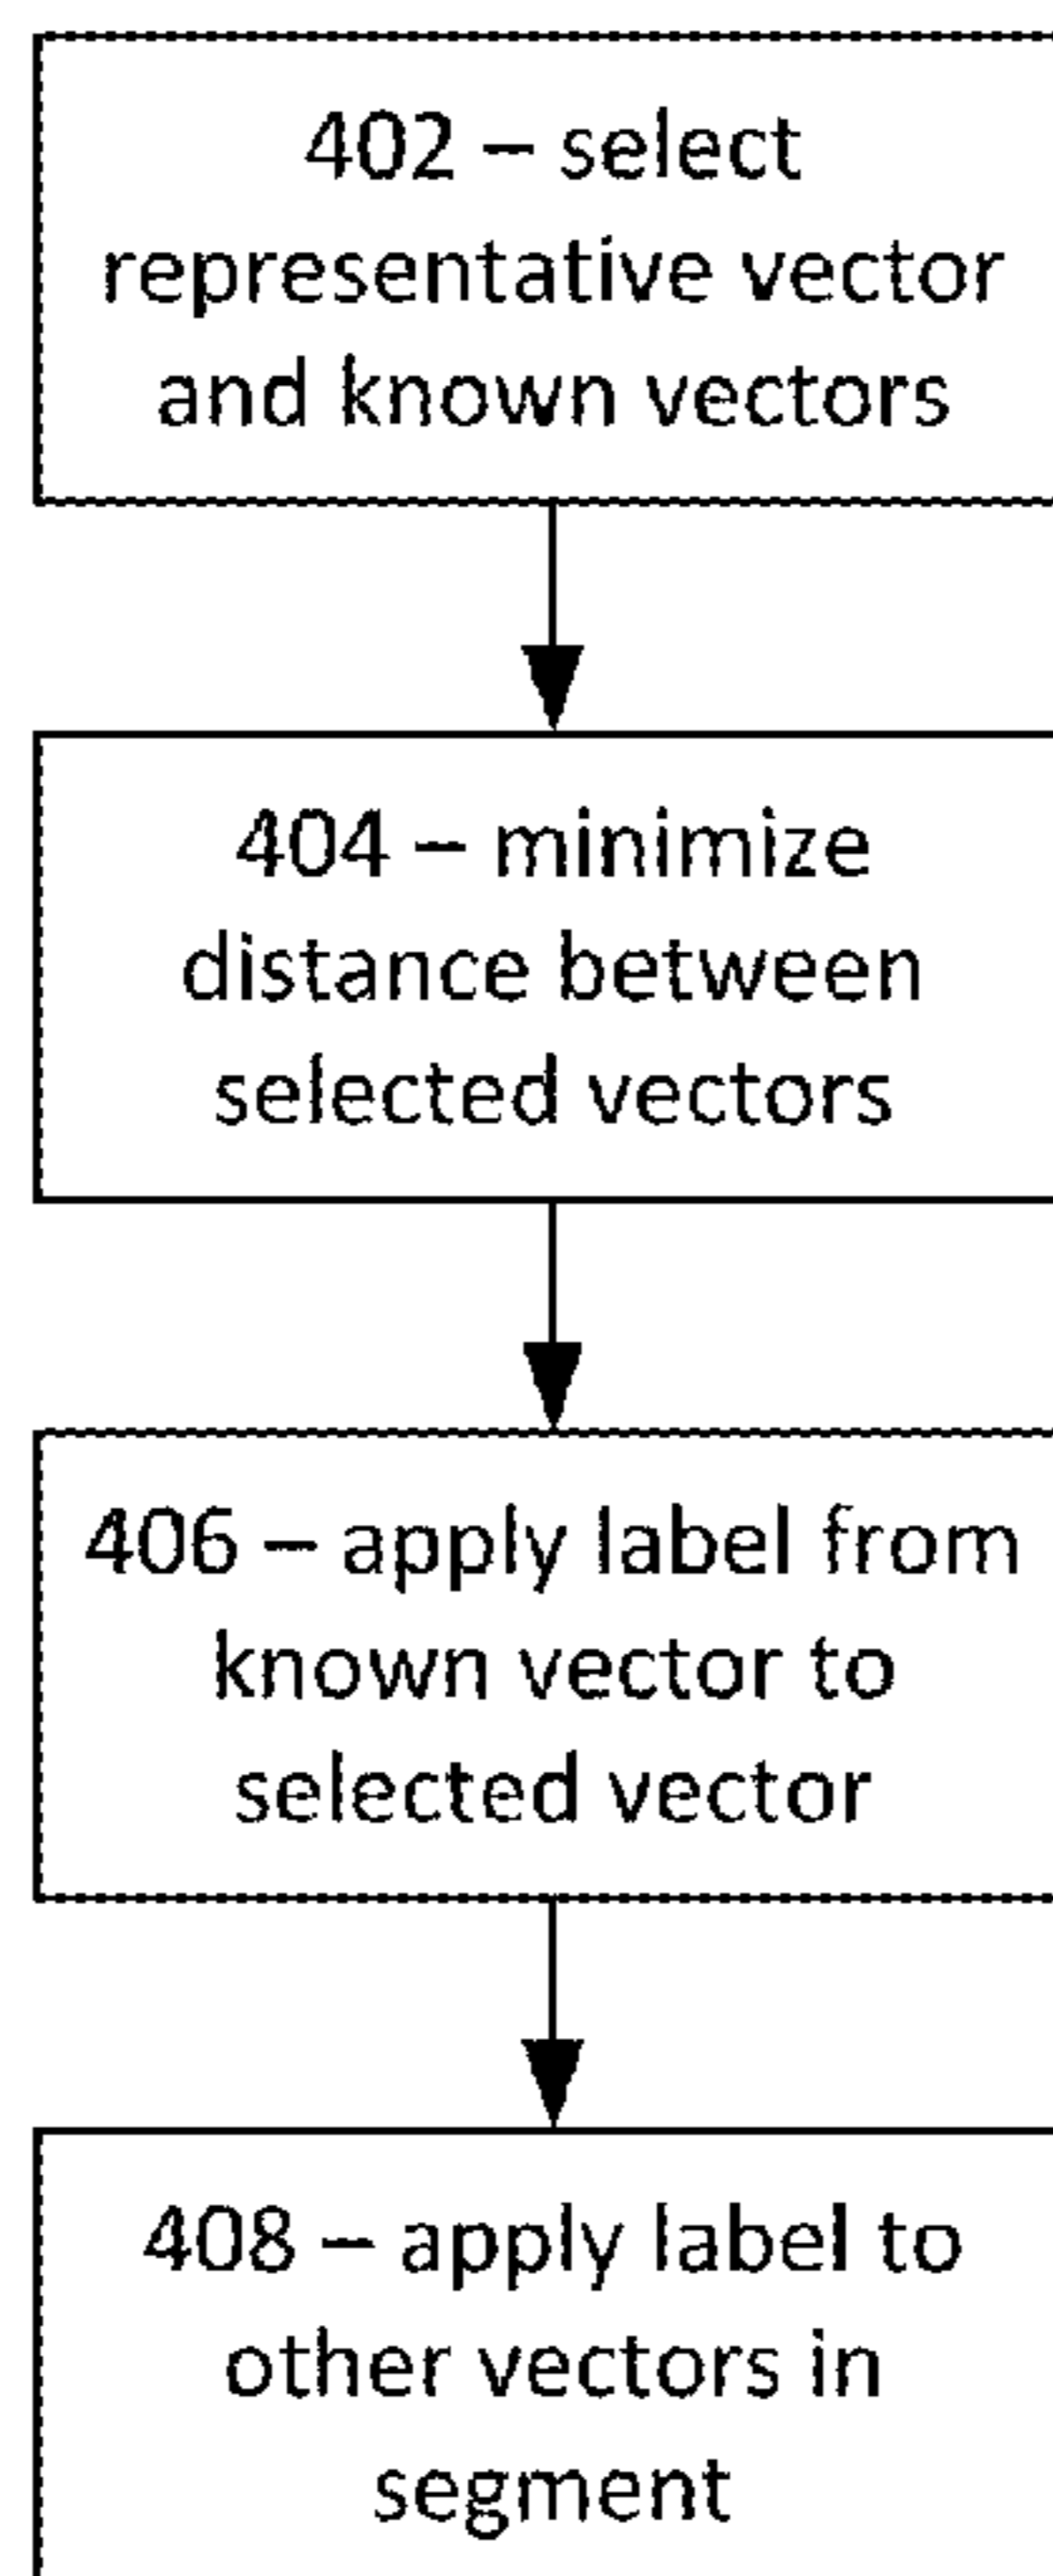 402 – select
representative vector
and known vectors
404 – minimize
distance between
selected vectors
406 – apply label from
known vector to
selected vector
408 – apply label to
other vectors in
segment